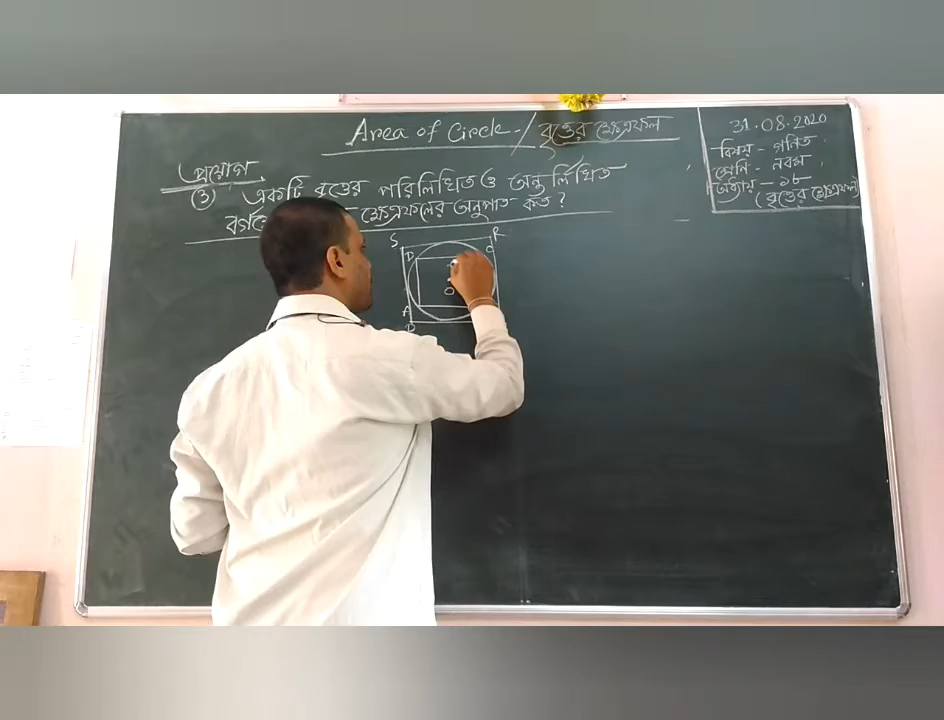 Area of Circle - / বৃত্তের ক্ষেত্রফল
31.08.2020
বিষয় - গণিত
শ্রেণি - নবম
অধ্যায় - ১৮
(বৃত্তের ক্ষেত্রফল)
প্রয়োগ
৩ একটি বৃত্তের পরিলিখিত ও অন্তর্লিখিত
ক্ষেত্রফলের অনুপাত কত ?
S R
D C
O
A
P